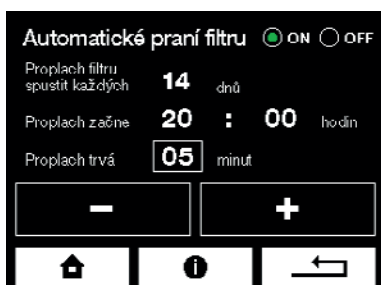 Automatické praní filtru ON OFF
Proplach filtru
spustit každých 14 dnů
Proplach začne 20 : 00 hodin
Proplach trvá 05 minut
− +